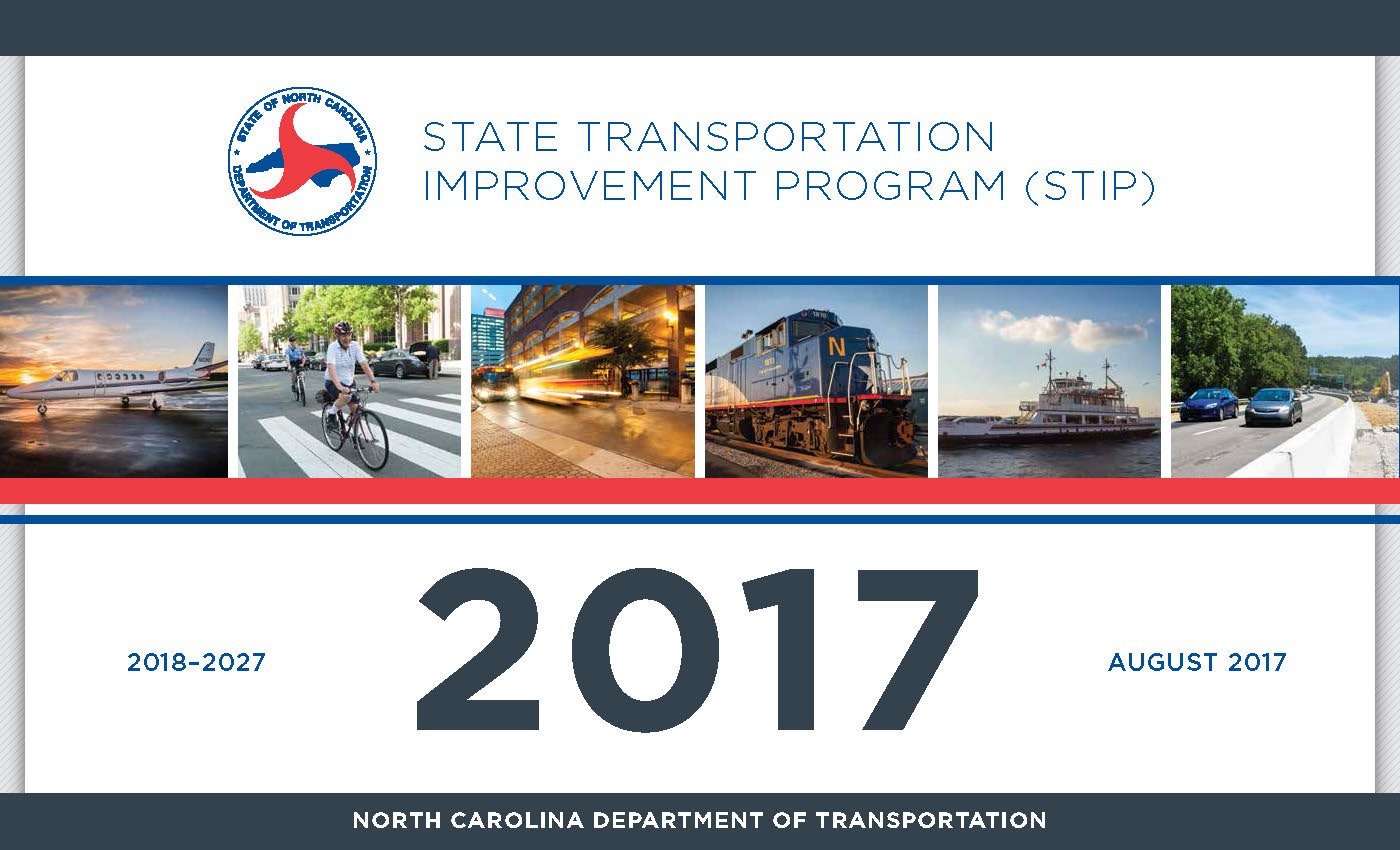 STATE OF NORTH CAROLINA
DEPARTMENT OF TRANSPORTATION
STATE TRANSPORTATION
IMPROVEMENT PROGRAM (STIP)
1810
N
2017
2018–2027
AUGUST 2017
NORTH CAROLINA DEPARTMENT OF TRANSPORTATION